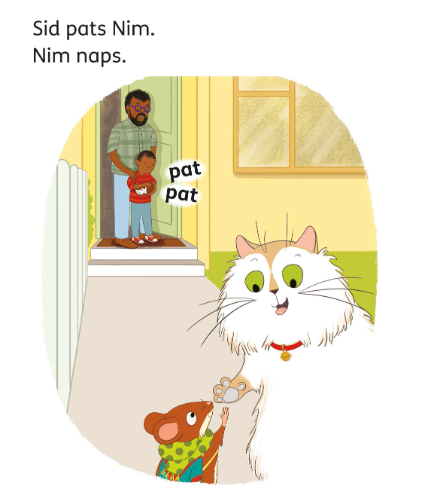 Sid pats Nim.
Nim naps.
pat
pat